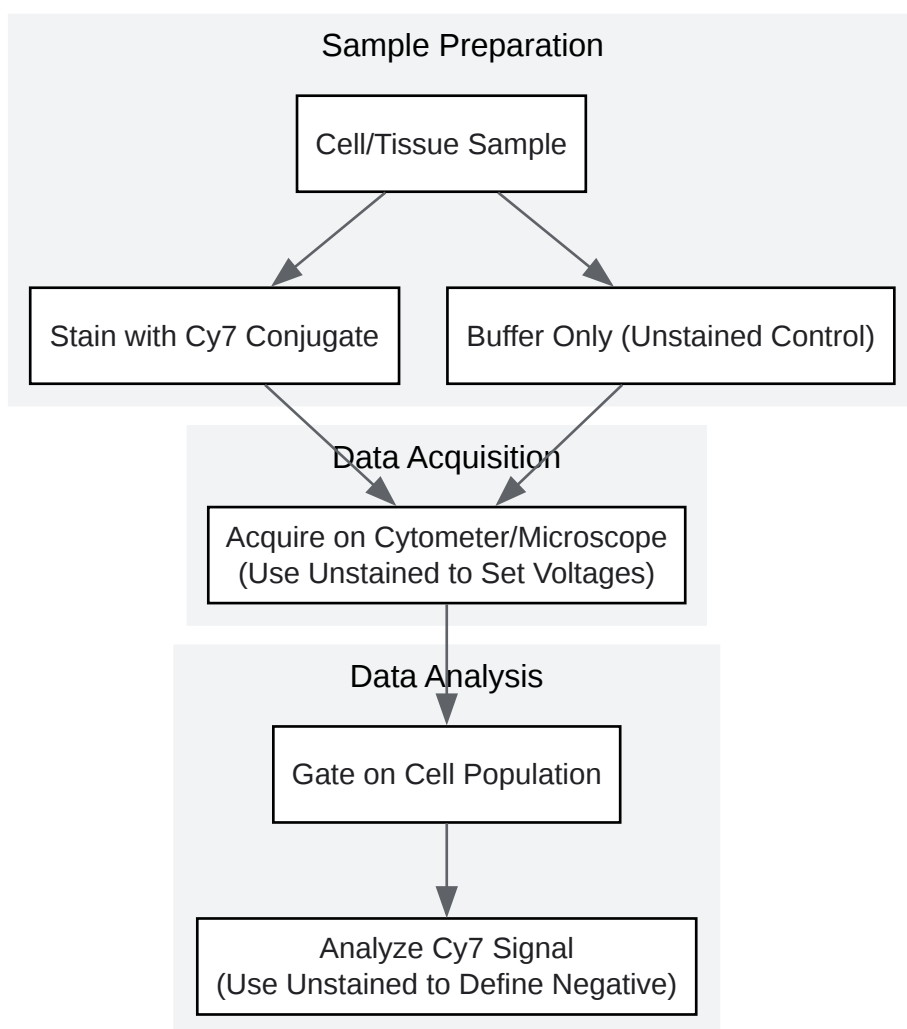 Sample Preparation
Cell/Tissue Sample
Stain with Cy7 Conjugate
Buffer Only (Unstained Control)
Data Acquisition
Acquire on Cytometer/Microscope
(Use Unstained to Set Voltages)
Data Analysis
Gate on Cell Population
Analyze Cy7 Signal
(Use Unstained to Define Negative)